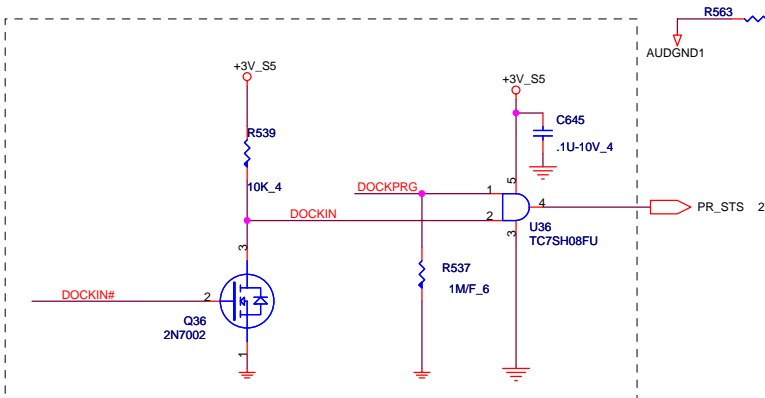 R563
AUDGND1
+3V_S5
+3V_S5
R539
10K_4
C645
.1U-10V_4
DOCKPRG
1
5
DOCKIN
2
4
PR_STS 2
U36
TC7SH08FU
3
3
R537
1M/F_6
DOCKIN#
2
Q36
2N7002
1